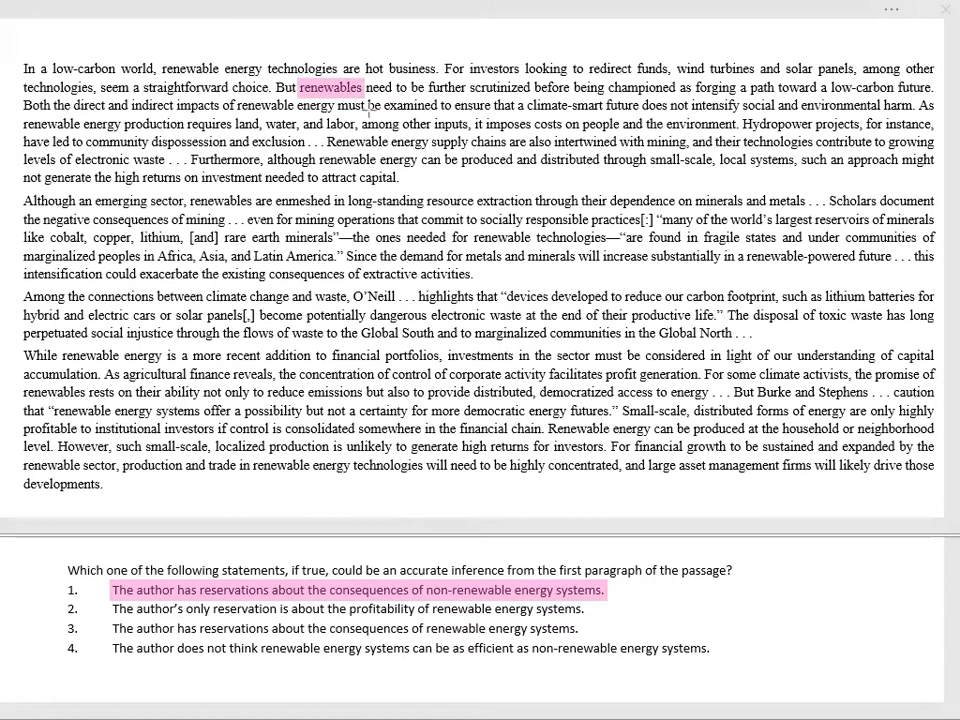 In a low-carbon world, renewable energy technologies are hot business. For investors looking to redirect funds, wind turbines and solar panels, among other
technologies, seem a straightforward choice. But renewables need to be further scrutinized before being championed as forging a path toward a low-carbon future.
Both the direct and indirect impacts of renewable energy must be examined to ensure that a climate-smart future does not intensify social and environmental harm. As
renewable energy production requires land, water, and labor, among other inputs, it imposes costs on people and the environment. Hydropower projects, for instance,
have led to community dispossession and exclusion . . . Renewable energy supply chains are also intertwined with mining, and their technologies contribute to growing
levels of electronic waste . . . Furthermore, although renewable energy can be produced and distributed through small-scale, local systems, such an approach might
not generate the high returns on investment needed to attract capital.
Although an emerging sector, renewables are enmeshed in long-standing resource extraction through their dependence on minerals and metals . . . Scholars document
the negative consequences of mining . . . even for mining operations that commit to socially responsible practices[:] “many of the world’s largest reservoirs of minerals
like cobalt, copper, lithium, [and] rare earth minerals”—the ones needed for renewable technologies—“are found in fragile states and under communities of
marginalized peoples in Africa, Asia, and Latin America.” Since the demand for metals and minerals will increase substantially in a renewable-powered future . . . this
intensification could exacerbate the existing consequences of extractive activities.
Among the connections between climate change and waste, O’Neill . . . highlights that “devices developed to reduce our carbon footprint, such as lithium batteries for
hybrid and electric cars or solar panels[,] become potentially dangerous electronic waste at the end of their productive life.” The disposal of toxic waste has long
perpetuated social injustice through the flows of waste to the Global South and to marginalized communities in the Global North . . .
While renewable energy is a more recent addition to financial portfolios, investments in the sector must be considered in light of our understanding of capital
accumulation. As agricultural finance reveals, the concentration of control of corporate activity facilitates profit generation. For some climate activists, the promise of
renewables rests on their ability not only to reduce emissions but also to provide distributed, democratized access to energy . . . But Burke and Stephens . . . caution
that “renewable energy systems offer a possibility but not a certainty for more democratic energy futures.” Small-scale, distributed forms of energy are only highly
profitable to institutional investors if control is consolidated somewhere in the financial chain. Renewable energy can be produced at the household or neighborhood
level. However, such small-scale, localized production is unlikely to generate high returns for investors. For financial growth to be sustained and expanded by the
renewable sector, production and trade in renewable energy technologies will need to be highly concentrated, and large asset management firms will likely drive those
developments.
Which one of the following statements, if true, could be an accurate inference from the first paragraph of the passage?
1. The author has reservations about the consequences of non-renewable energy systems.
2. The author’s only reservation is about the profitability of renewable energy systems.
3. The author has reservations about the consequences of renewable energy systems.
4. The author does not think renewable energy systems can be as efficient as non-renewable energy systems.